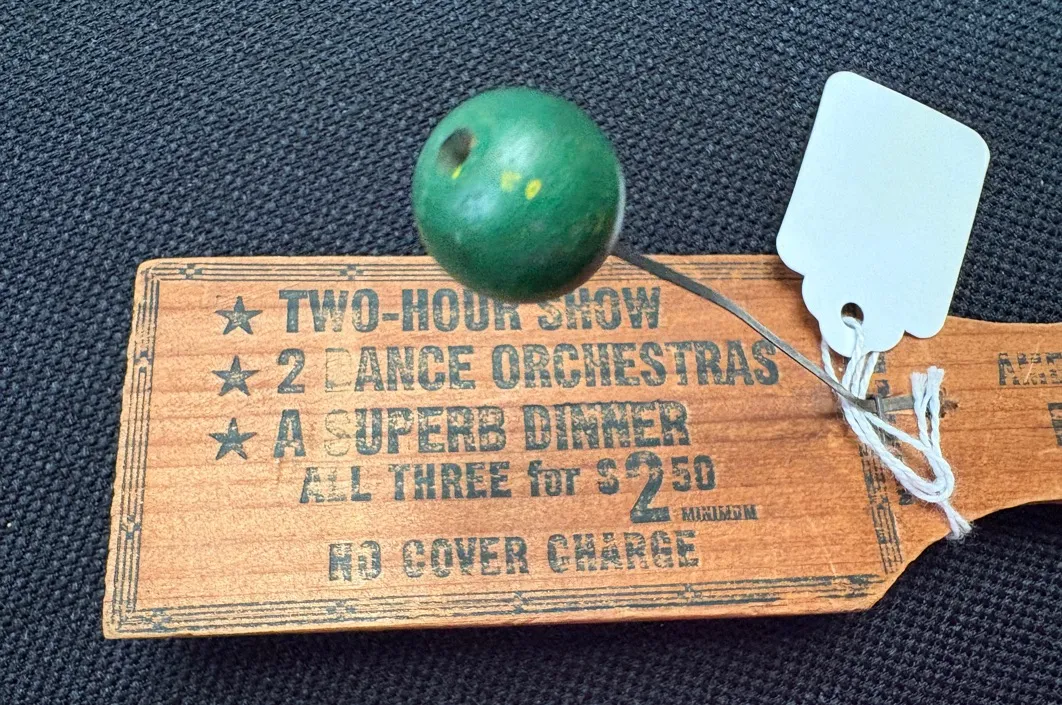 ★ TWO-HOUR SHOW
★ 2 DANCE ORCHESTRAS
★ A SUPERB DINNER
ALL THREE for $2.50
MINIMUM
NO COVER CHARGE